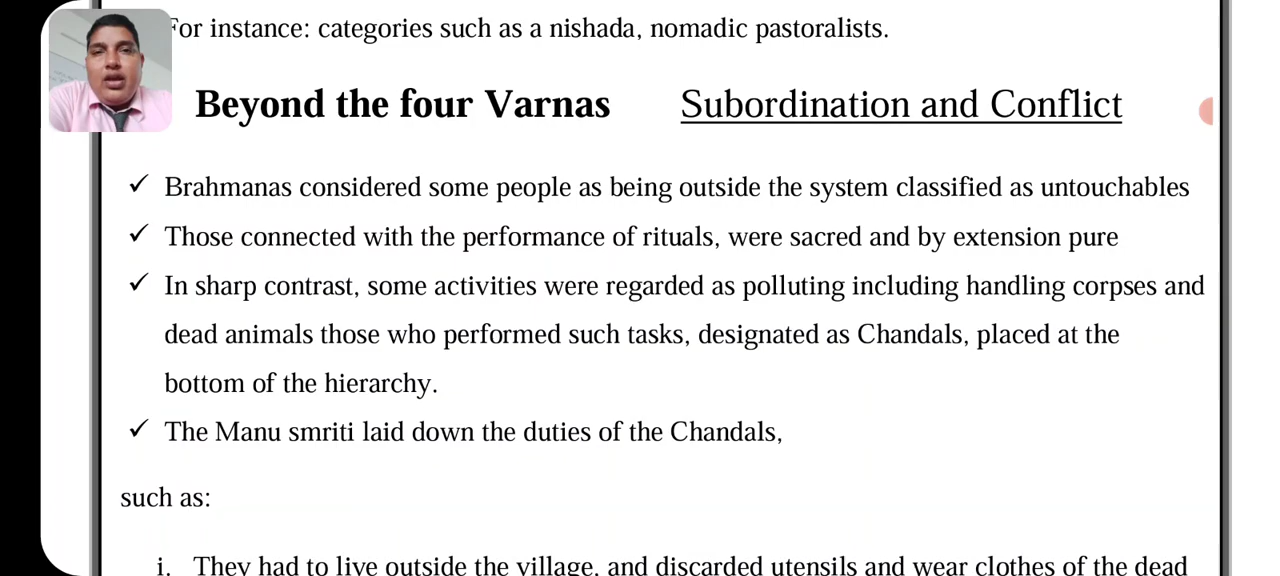 For instance: categories such as a nishada, nomadic pastoralists.
Beyond the four Varnas Subordination and Conflict
✓ Brahmanas considered some people as being outside the system classified as untouchables
✓ Those connected with the performance of rituals, were sacred and by extension pure
✓ In sharp contrast, some activities were regarded as polluting including handling corpses and
dead animals those who performed such tasks, designated as Chandals, placed at the
bottom of the hierarchy.
✓ The Manu smriti laid down the duties of the Chandals,
such as:
i. They had to live outside the village, and discarded utensils and wear clothes of the dead